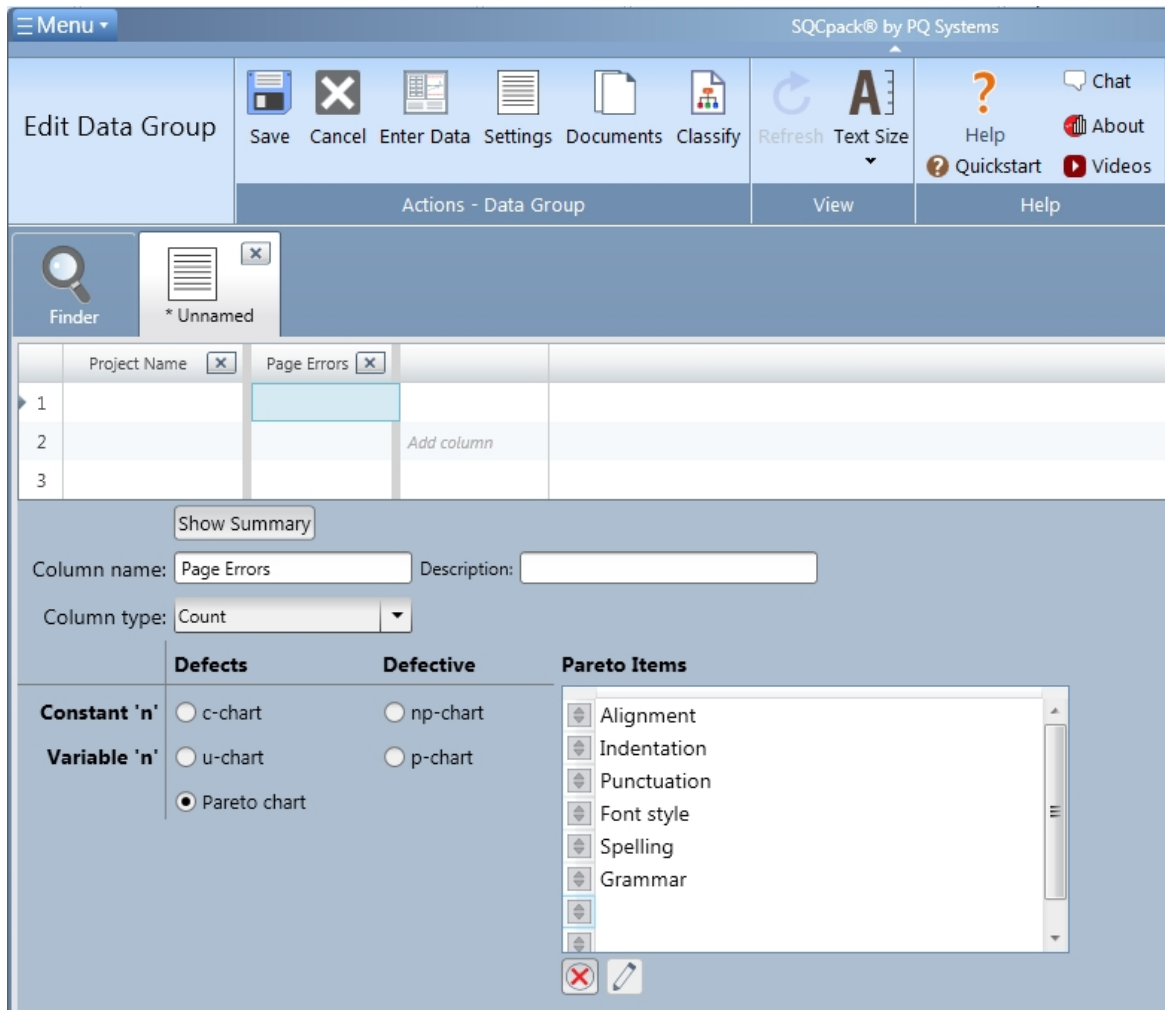 Menu
SQCpack® by PQ Systems
Edit Data Group
Save Cancel Enter Data Settings Documents Classify Refresh Text Size Help
Chat
About
Quickstart Videos
Actions - Data Group View Help
Finder
* Unnamed
Project Name Page Errors
1
2 Add column
3
Show Summary
Column name: Page Errors Description:
Column type: Count
Defects Defective Pareto Items
Constant 'n' c-chart np-chart
Variable 'n' u-chart p-chart
Pareto chart
Alignment
Indentation
Punctuation
Font style
Spelling
Grammar